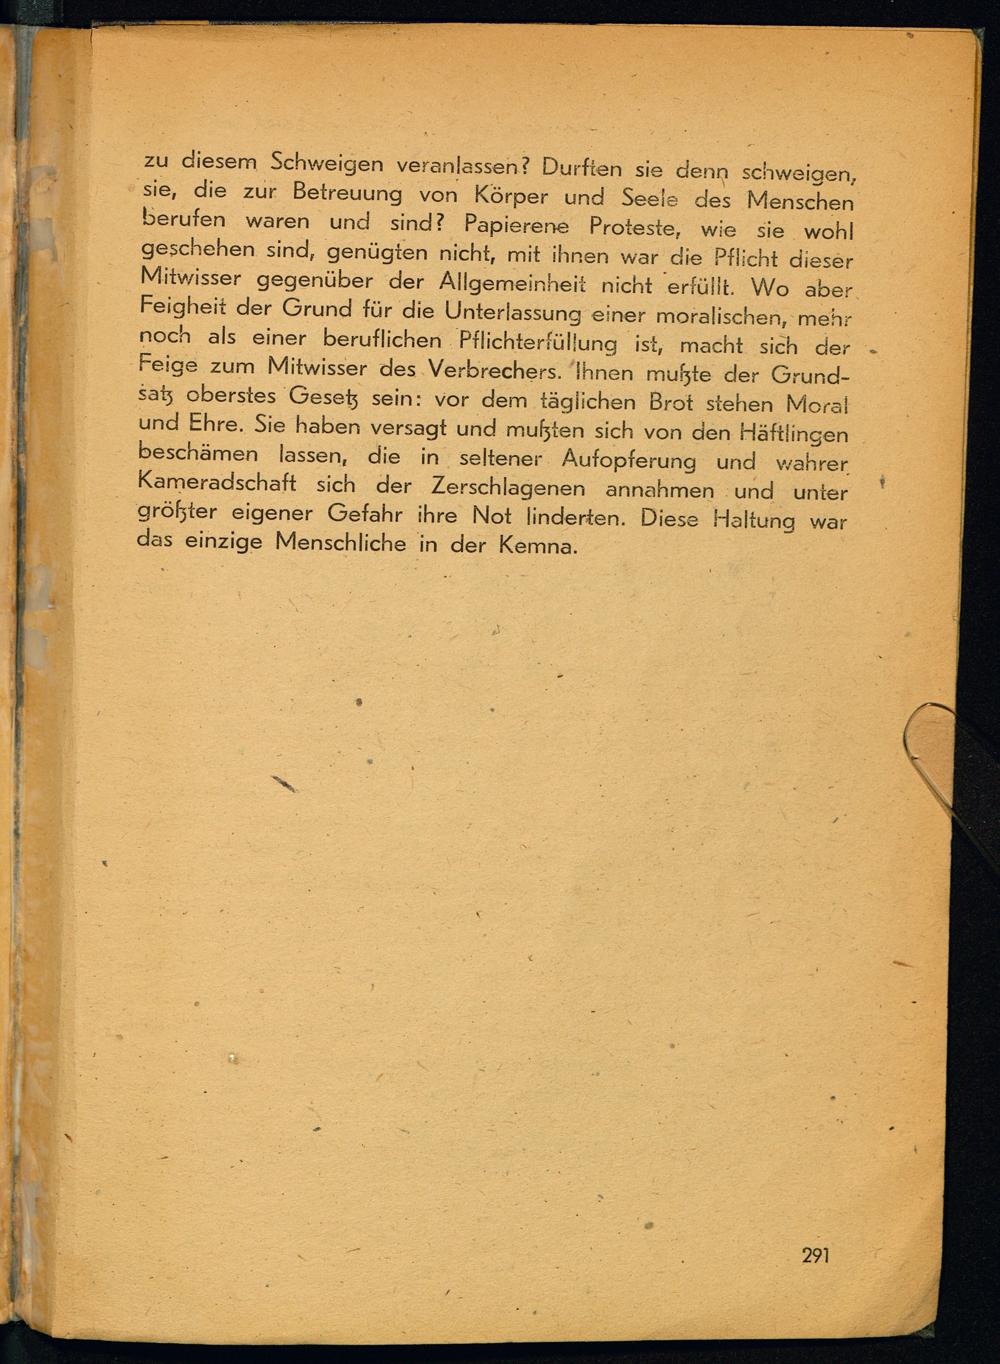 zu diesem Schweigen veranlassen? Durften sie denn schweigen,
sie, die zur Betreuung von Körper und Seele des Menschen
berufen waren und sind? Papierene Proteste, wie sie wohl
geschehen sind, genügten nicht, mit ihnen war die Pflicht dieser
Mitwisser gegenüber der Allgemeinheit nicht erfüllt. Wo aber
Feigheit der Grund für die Unterlassung einer moralischen, mehr
noch als einer beruflichen Pflichterfüllung ist, macht sich der
Feige zum Mitwisser des Verbrechers. Ihnen mußte der Grund-
satz oberstes Gesetz sein: vor dem täglichen Brot stehen Moral
und Ehre. Sie haben versagt und mußten sich von den Häftlingen
beschämen lassen, die in seltener Aufopferung und wahrer
Kameradschaft sich der Zerschlagenen annahmen und unter
größter eigener Gefahr ihre Not linderten. Diese Haltung war
das einzige Menschliche in der Kemna.
291